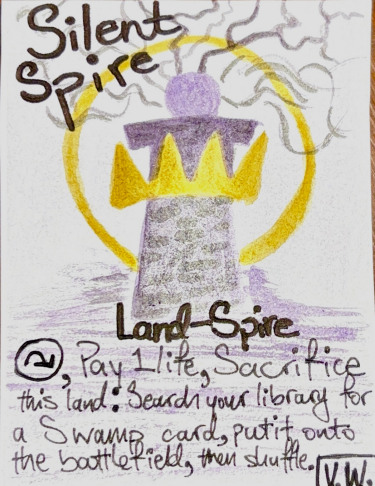 Silent
Spire
Land-Spire
②, Pay 1 life, Sacrifice
this land: Search your library for
a Swamp card, put it onto
the battlefield, then shuffle.
V.W.